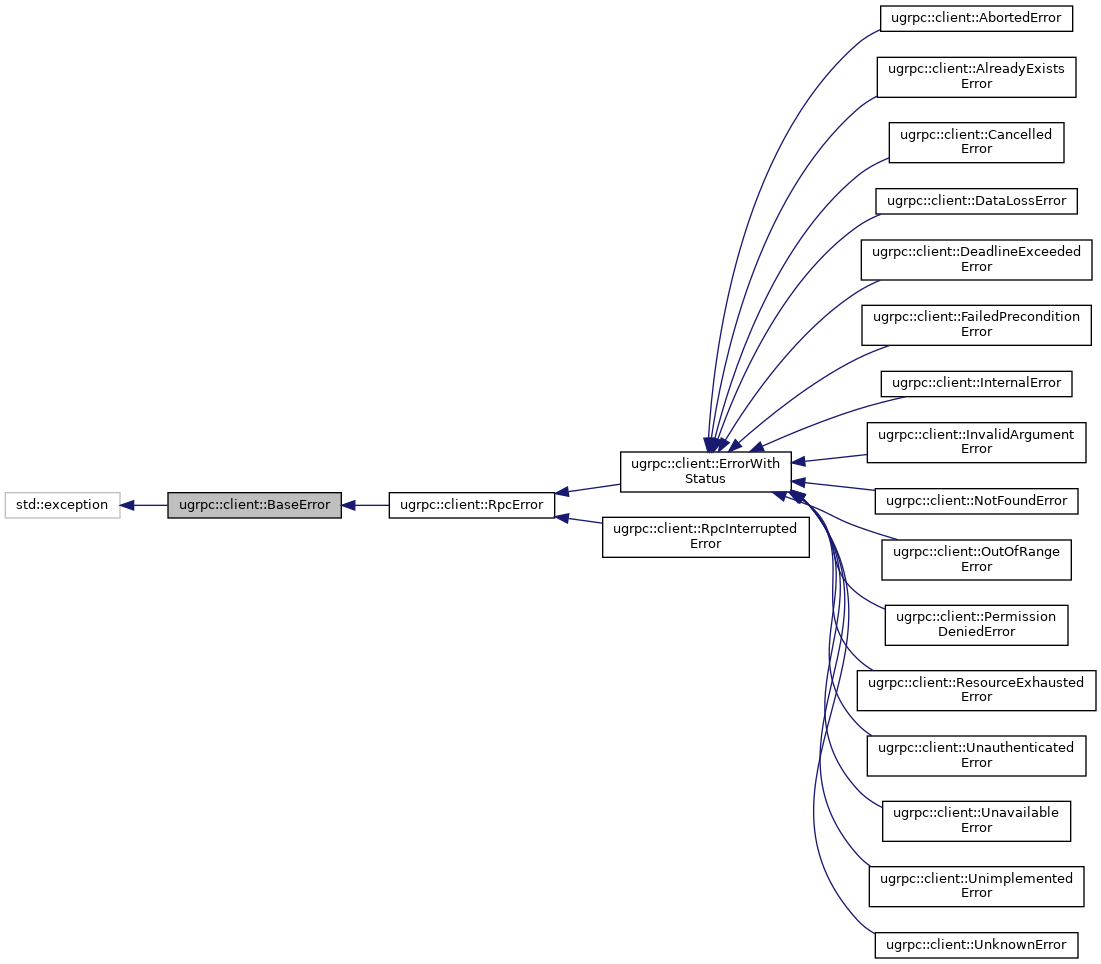 ugrpc::client::AbortedError
ugrpc::client::AlreadyExists
Error
ugrpc::client::Cancelled
Error
ugrpc::client::DataLossError
ugrpc::client::DeadlineExceeded
Error
ugrpc::client::FailedPrecondition
Error
ugrpc::client::InternalError
ugrpc::client::InvalidArgument
Error
ugrpc::client::ErrorWith
Status
std::exception
ugrpc::client::BaseError
ugrpc::client::RpcError
ugrpc::client::NotFoundError
ugrpc::client::RpcInterrupted
Error
ugrpc::client::OutOfRange
Error
ugrpc::client::Permission
DeniedError
ugrpc::client::ResourceExhausted
Error
ugrpc::client::Unauthenticated
Error
ugrpc::client::Unavailable
Error
ugrpc::client::Unimplemented
Error
ugrpc::client::UnknownError